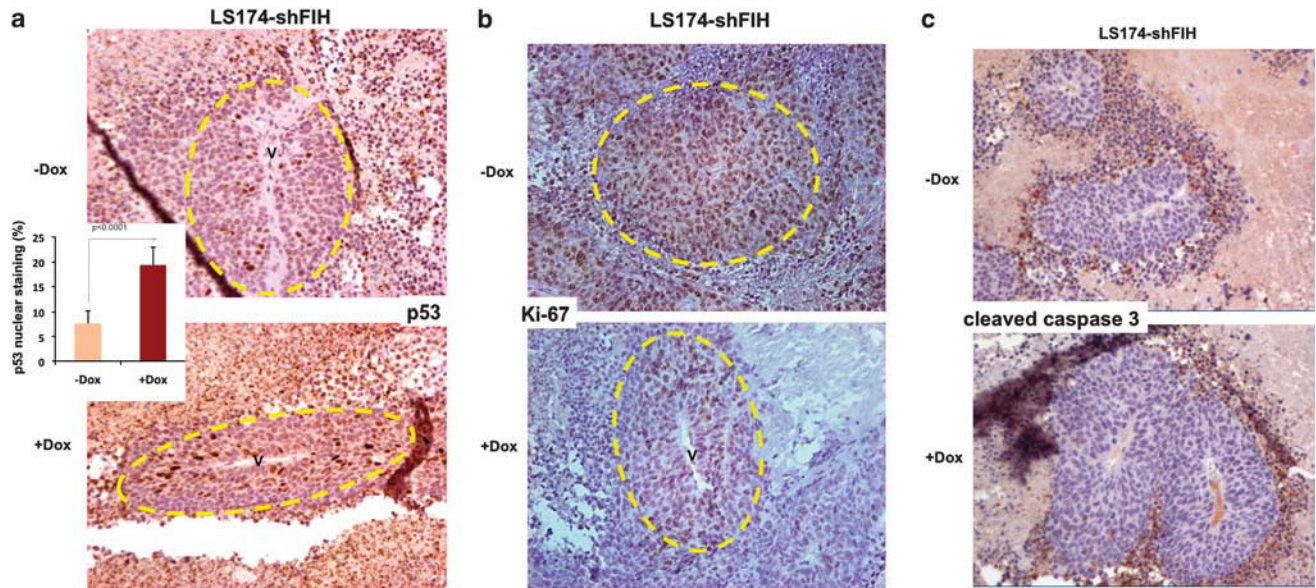 a
LS174-shFIH
-Dox
V
p<0.0001
p53 nuclear staining (%)
25
20
15
10
5
0
-Dox +Dox
p53
+Dox
V
b
LS174-shFIH
-Dox
Ki-67
+Dox
V
c
LS174-shFIH
-Dox
cleaved caspase 3
+Dox